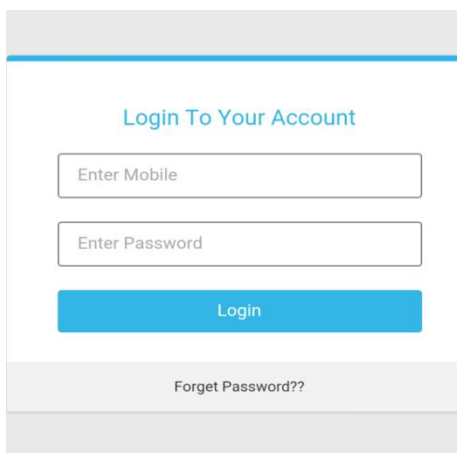 Login To Your Account
Enter Mobile
Enter Password
Login
Forget Password??